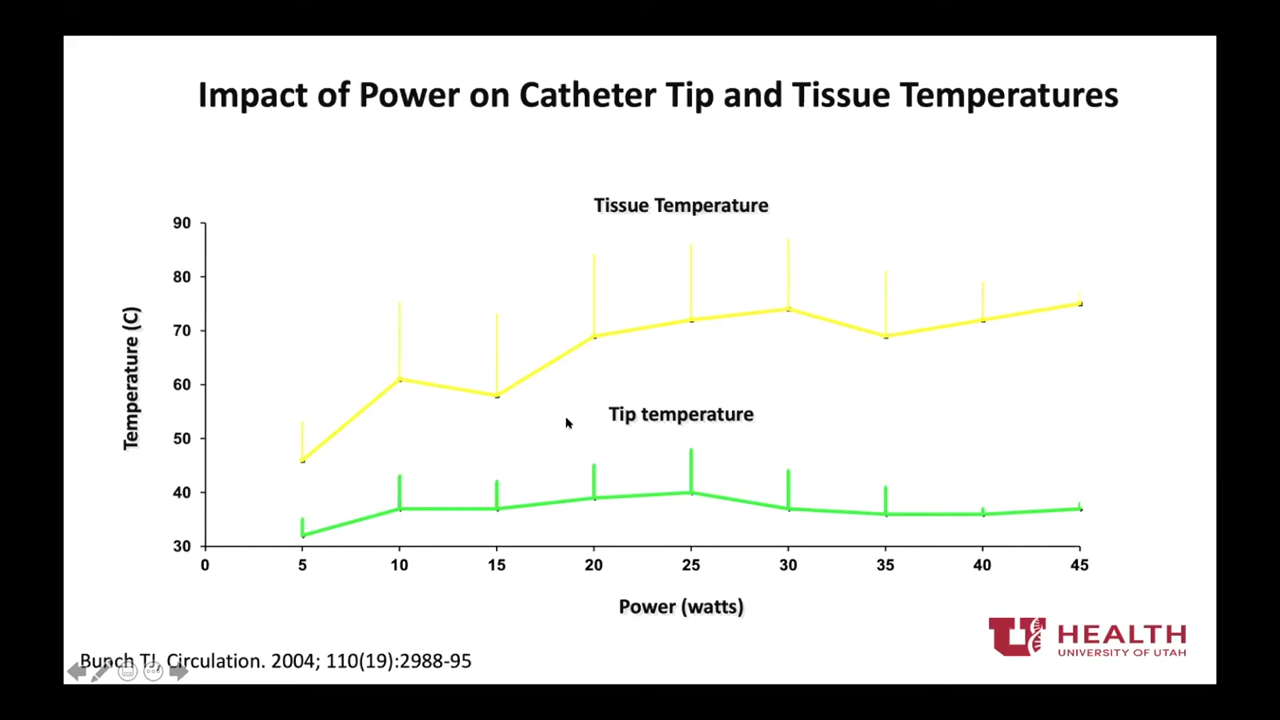 Impact of Power on Catheter Tip and Tissue Temperatures
Tissue Temperature
90
80
70
60
50
40
30
Temperature (C)
Tip temperature
0 5 10 15 20 25 30 35 40 45
Power (watts)
U HEALTH
UNIVERSITY OF UTAH
Bunch TJ, Circulation. 2004; 110(19):2988-95